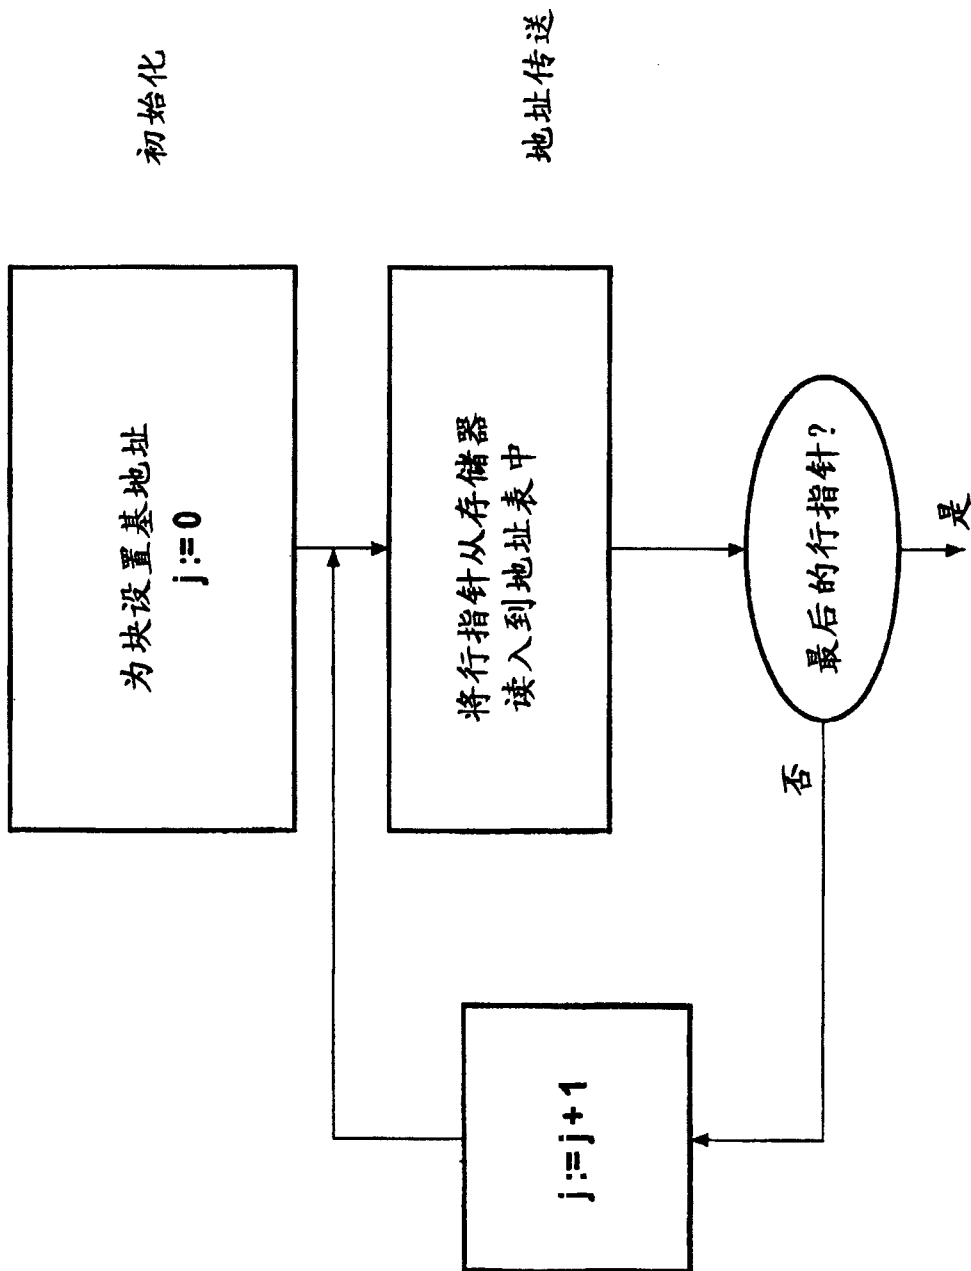 初始化
为块设置基地址
j :=0
地址传送
将行指针从存储器
读入到地址表中
最后的行指针?
是
否
j := j + 1